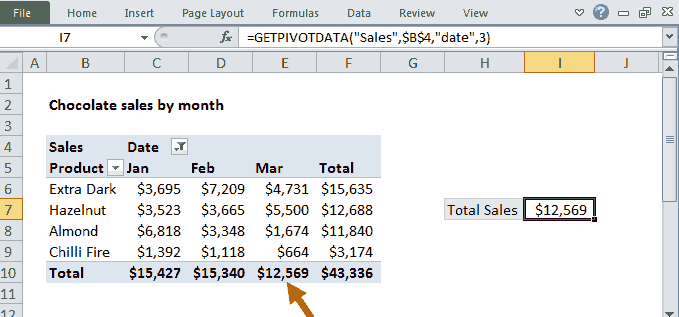 File Home Insert Page Layout Formulas Data Review View
I7 fx =GETPIVOTDATA("Sales",$B$4,"date",3)
A B C D E F G H I J
1
2 Chocolate sales by month
3
4 Sales Date
5 Product Jan Feb Mar Total
6 Extra Dark $3,695 $7,209 $4,731 $15,635
7 Hazelnut $3,523 $3,665 $5,500 $12,688 Total Sales $12,569
8 Almond $6,818 $3,348 $1,674 $11,840
9 Chilli Fire $1,392 $1,118 $664 $3,174
10 Total $15,427 $15,340 $12,569 $43,336
11
12